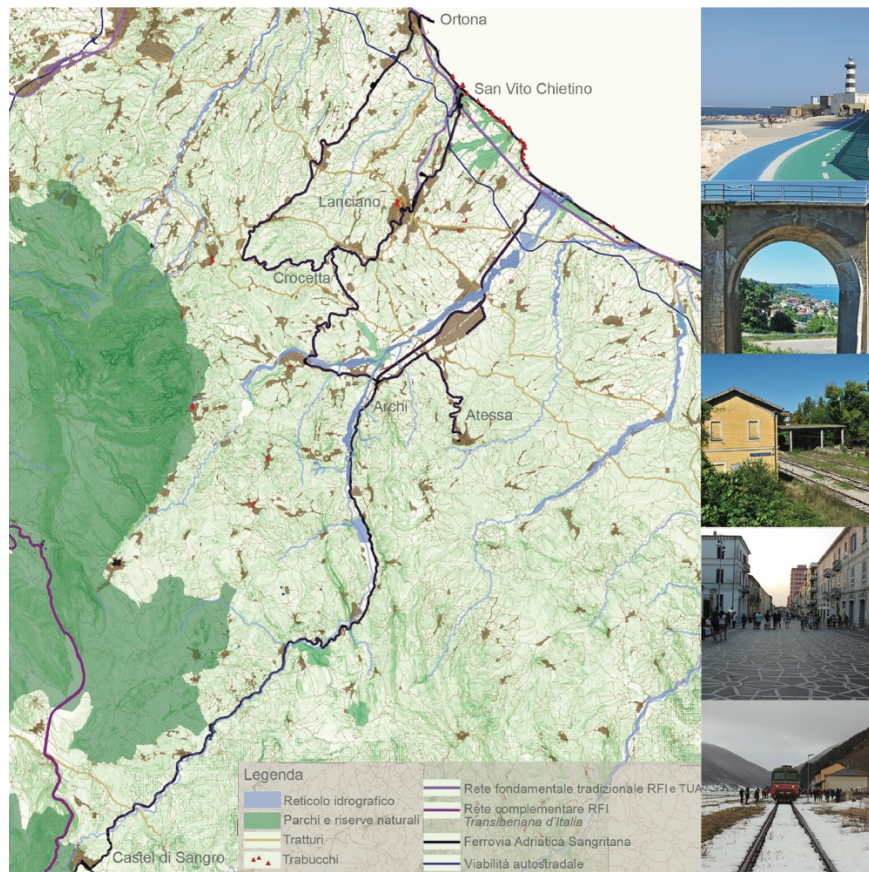 Ortona
San Vito Chietino
Lanciano
Crocetta
Archi
Atessa
Castel di Sangro
Legenda
Reticolo idrografico
Parchi e riserve naturali
Tratturi
Trabucchi
Rete fondamentale tradizionale RFI e TUA
Rete complementare RFI
Transiberiana d'Italia
Ferrovia Adriatica Sangritana
Viabilità autostradale